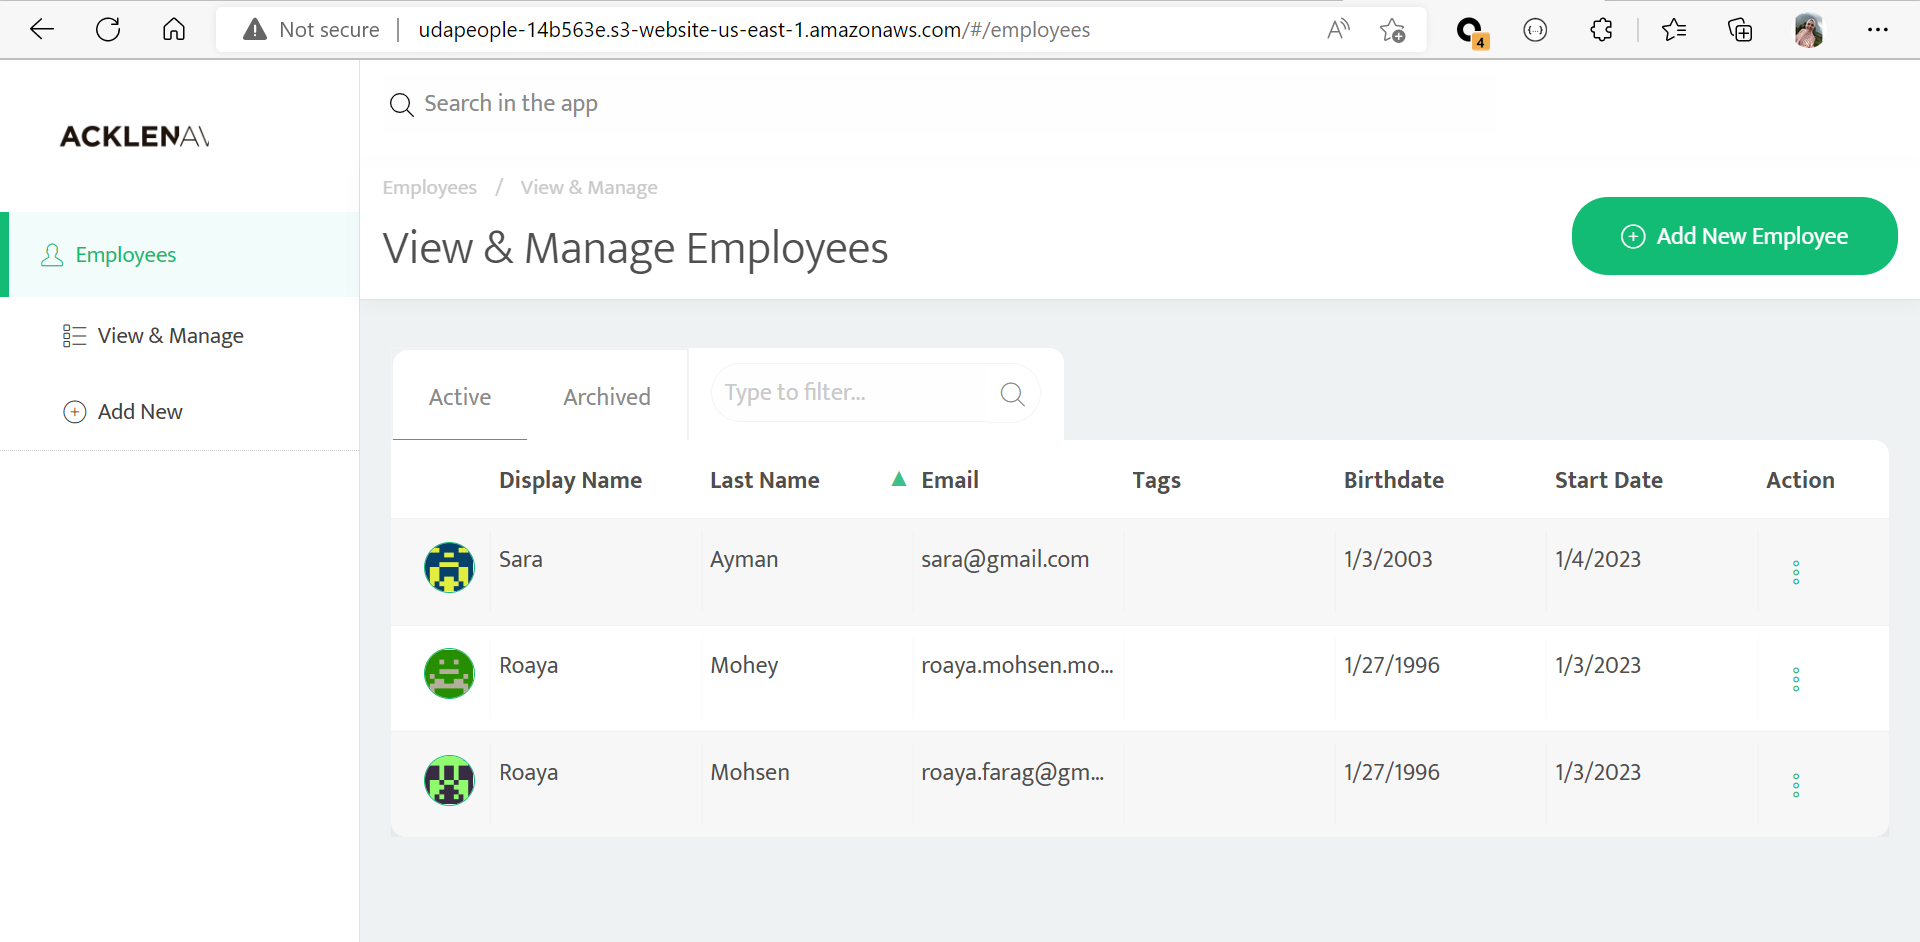 Not secure | udapeople-14b563e.s3-website-us-east-1.amazonaws.com/#/employees
4
Search in the app
ACKLENAV
Employees / View & Manage
View & Manage Employees
Add New Employee
Employees
View & Manage
Add New
Active Archived Type to filter...
Display Name Last Name ▲ Email Tags Birthdate Start Date Action
Sara Ayman sara@gmail.com 1/3/2003 1/4/2023
Roaya Mohey roaya.mohsen.mo... 1/27/1996 1/3/2023
Roaya Mohsen roaya.farag@gm... 1/27/1996 1/3/2023